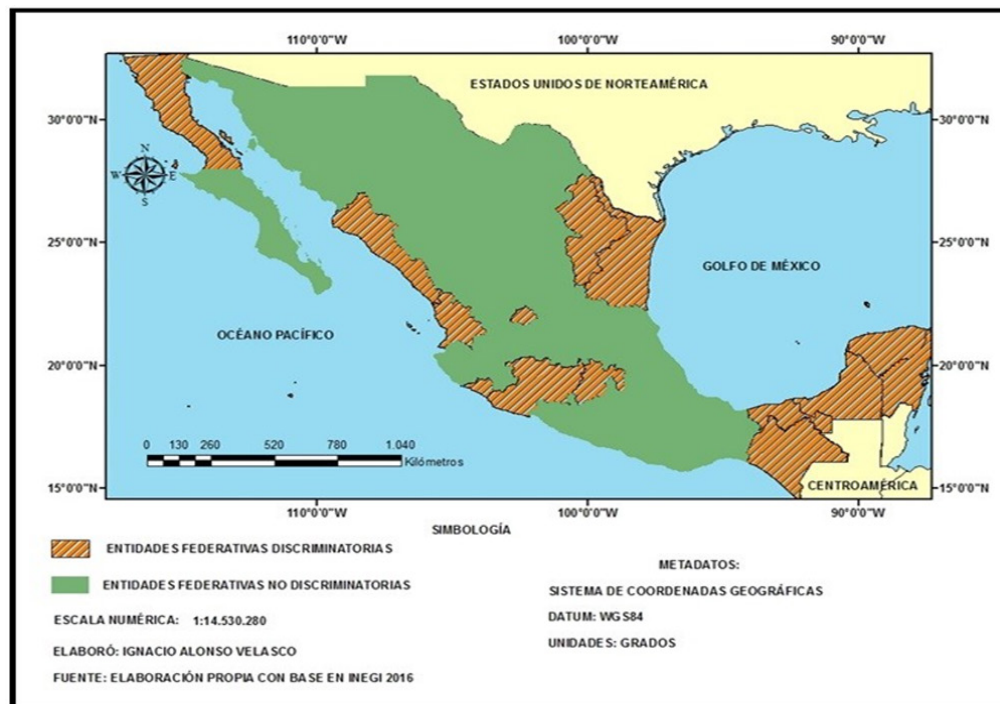 110°0'0"W 100°0'0"W 90°0'0"W
ESTADOS UNIDOS DE NORTEAMÉRICA
30°0'0"N 30°0'0"N
N
W E
S
25°0'0"N 25°0'0"N
GOLFO DE MÉXICO
OCÉANO PACÍFICO
20°0'0"N 20°0'0"N
0 130 260 520 780 1.040
Kilómetros
CENTROAMÉRICA
15°0'0"N 15°0'0"N
110°0'0"W 100°0'0"W 90°0'0"W
SIMBOLOGÍA
ENTIDADES FEDERATIVAS DISCRIMINATORIAS
ENTIDADES FEDERATIVAS NO DISCRIMINATORIAS
ESCALA NUMÉRICA: 1:14.530.280
ELABORÓ: IGNACIO ALONSO VELASCO
FUENTE: ELABORACIÓN PROPIA CON BASE EN INEGI 2016
METADATOS:
SISTEMA DE COORDENADAS GEOGRÁFICAS
DATUM: WGS84
UNIDADES: GRADOS